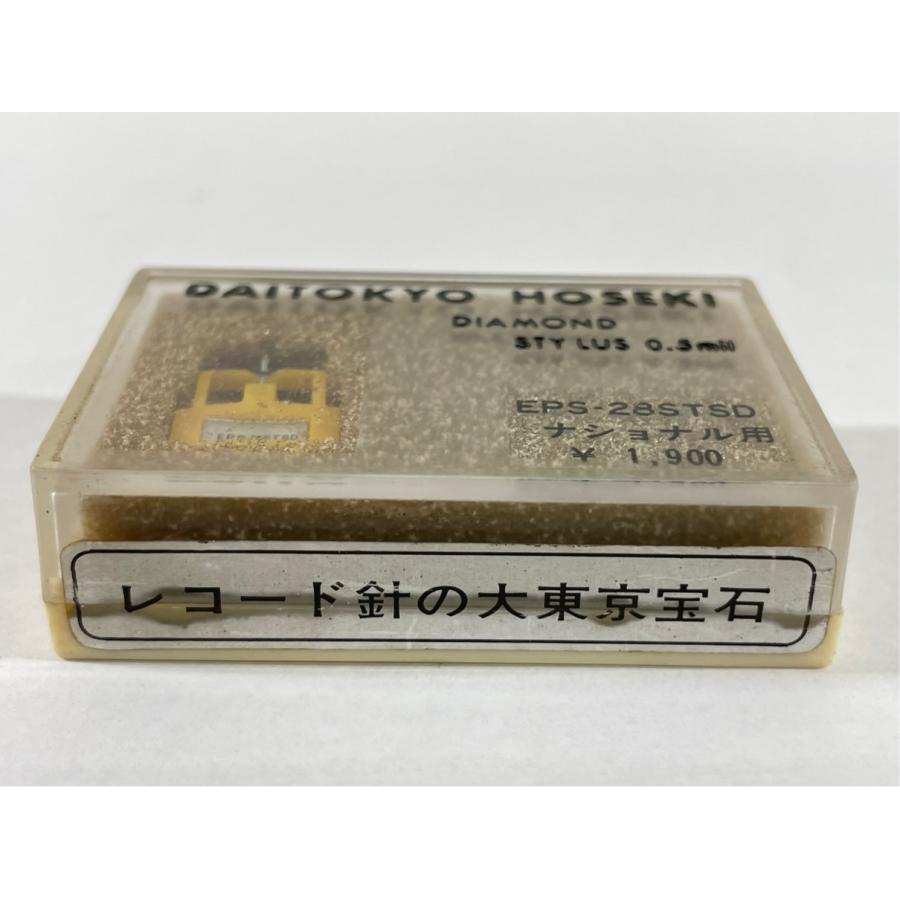 DAITOKYO HOSEKI
DIAMOND
STYLUS 0.5mil
EPS-28STSD
ナショナル用
¥ 1,900
レコード針の大東京宝石